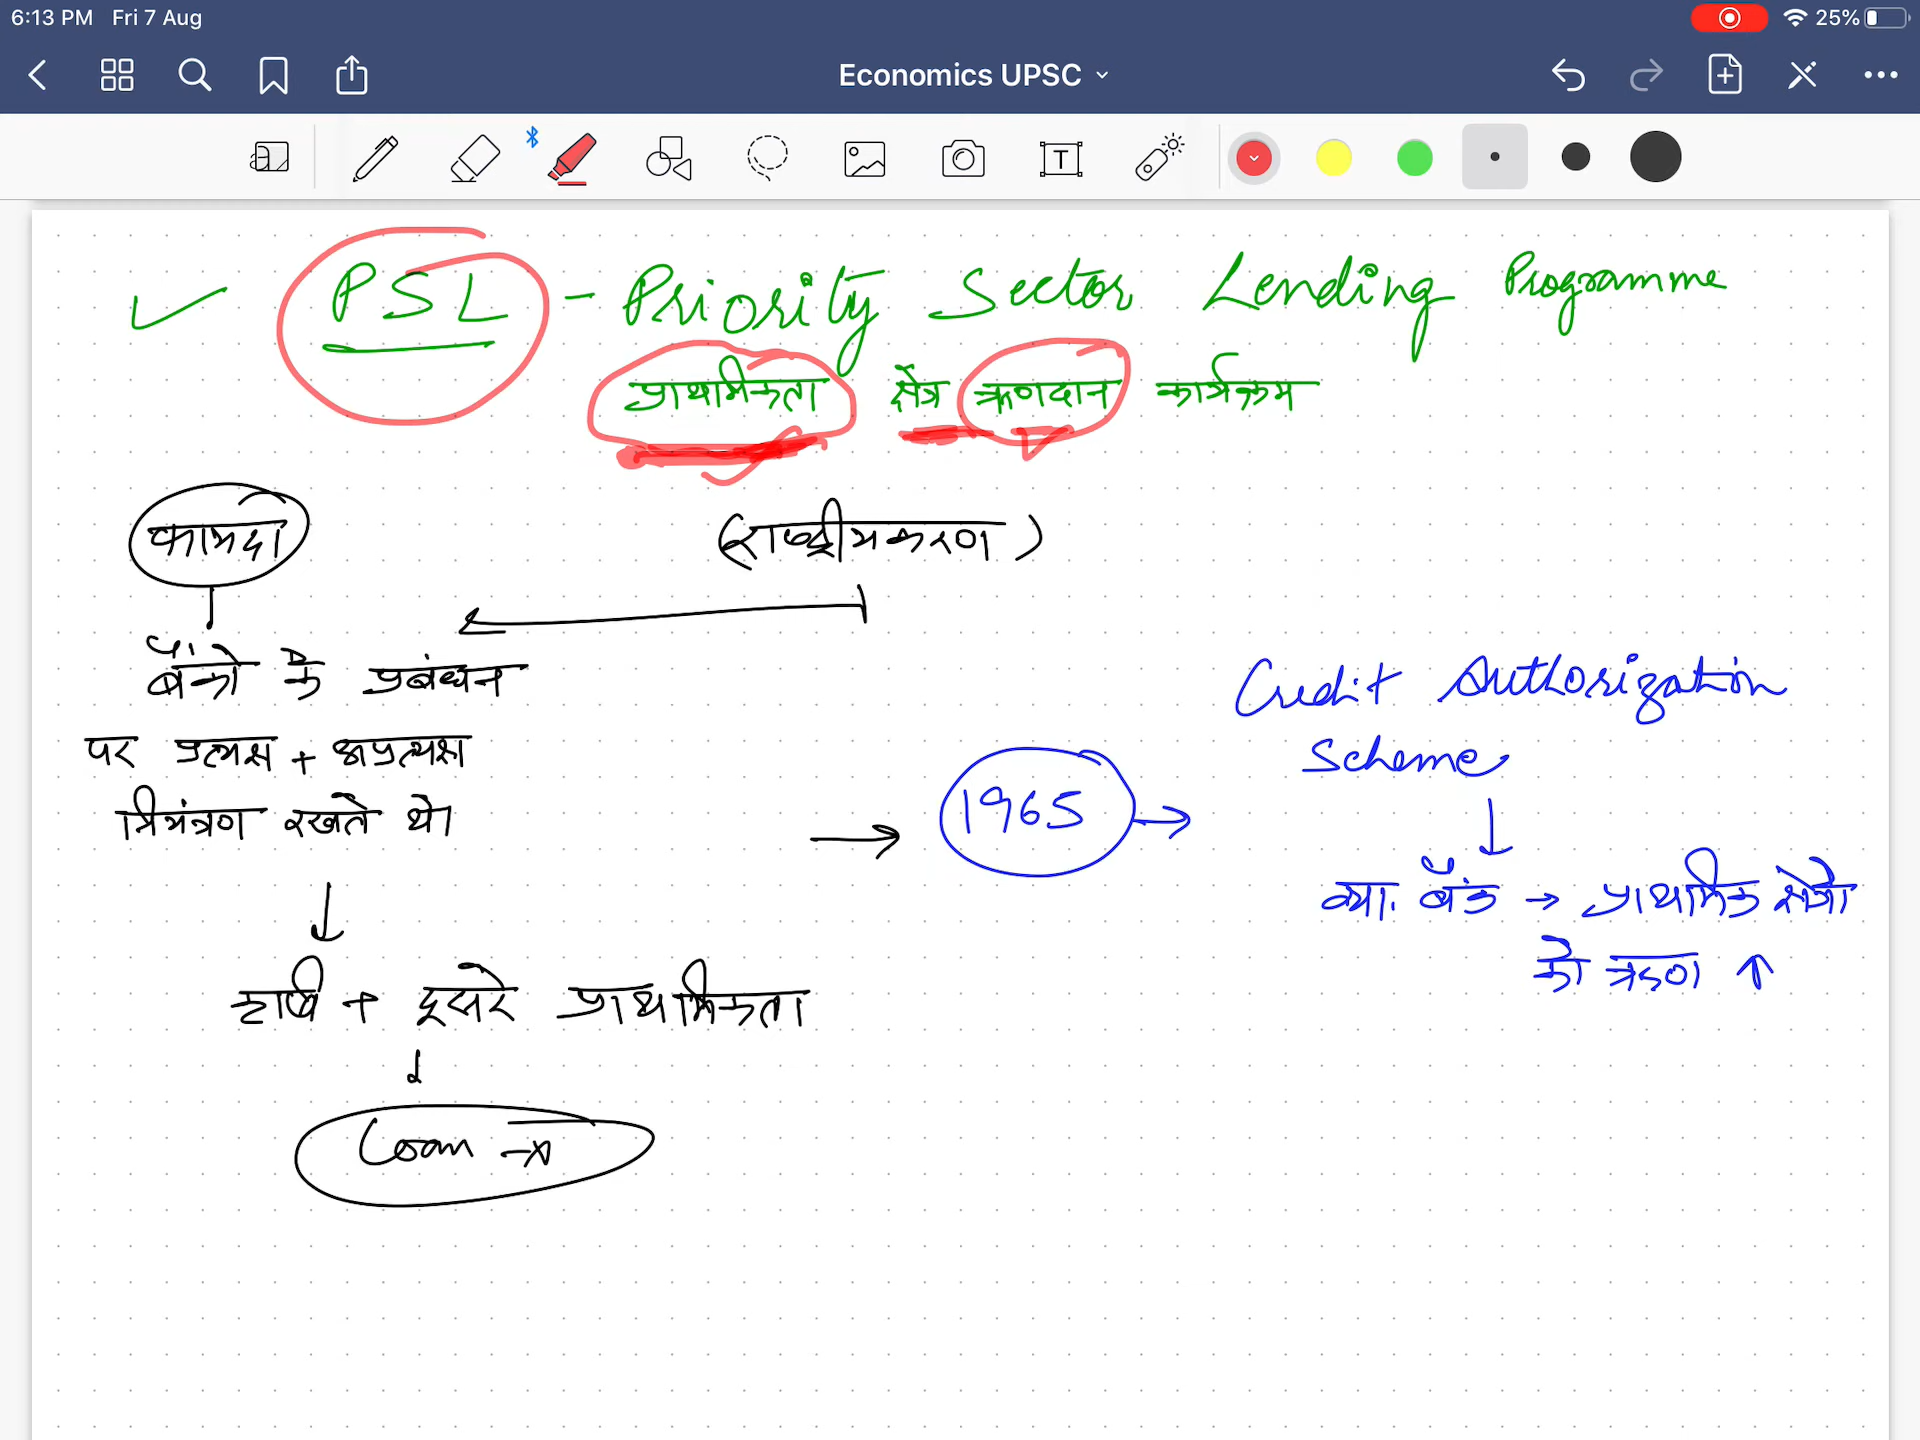 6:13 PM Fri 7 Aug 25%
Economics UPSC
PSL - Priority Sector Lending Programme
प्राथमिकता क्षेत्र ऋणदान कार्यक्रम
फायदा
(राष्ट्रीयकरण)
बैंकों के प्रबंधन
पर प्रत्यक्ष + अप्रत्यक्ष
नियंत्रण रखते थे।
कृषि + दूसरे प्राथमिकता
Loan -x
→ 1965 →
Credit Authorization
Scheme
व्या. बैंक → प्राथमिक क्षेत्रों
को ऋण ↑